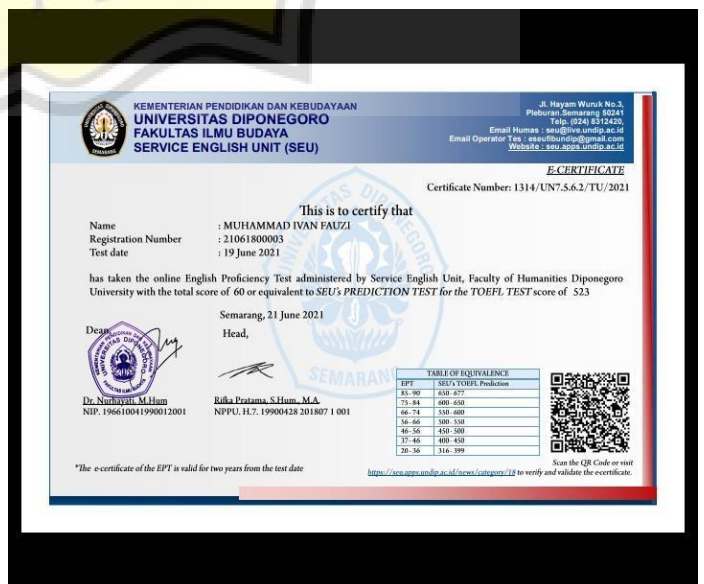 KEMENTERIAN PENDIDIKAN DAN KEBUDAYAAN
UNIVERSITAS DIPONEGORO
FAKULTAS ILMU BUDAYA
SERVICE ENGLISH UNIT (SEU)
Jl. Hayam Wuruk No.3,
Pleburan.Semarang 50241
Telp. (024) 8312420,
Email Humas : seu@live.undip.ac.id
Email Operator Tes : eseufibundip@gmail.com
Website : seu.apps.undip.ac.id
E-CERTIFICATE
Certificate Number: 1314/UN7.5.6.2/TU/2021
This is to certify that
Name : MUHAMMAD IVAN FAUZI
Registration Number : 21061800003
Test date : 19 June 2021
has taken the online English Proficiency Test administered by Service English Unit, Faculty of Humanities Diponegoro
University with the total score of 60 or equivalent to SEU's PREDICTION TEST for the TOEFL TEST score of 523
Semarang, 21 June 2021
Dean,
Head,
Dr. Nurhayati, M.Hum
NIP. 196610041990012001
Rifka Pratama, S.Hum., M.A.
NPPU. H.7. 19900428 201807 1 001
TABLE OF EQUIVALENCE
EPT SEU's TOEFL Prediction
85-90 650-677
75-84 600-650
66-74 550-600
56-66 500-550
46-56 450-500
37-46 400-450
20-36 316-399
Scan the QR Code or visit
https://seu.apps.undip.ac.id/news/category/18 to verify and validate the e-certificate.
*The e-certificate of the EPT is valid for two years from the test date
UNIVERSITAS DIPONEGORO
SEMARANG